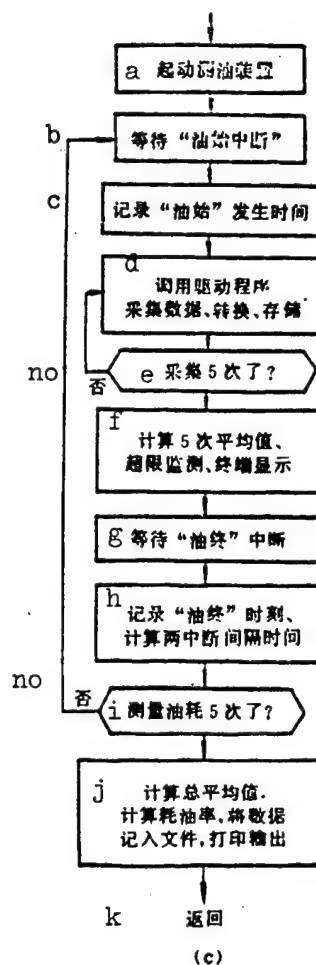 a 起动测油装置
b 等待“油始中断”
c 记录“油始”发生时间
d
调用驱动程序
采集数据、转换、存储
no 否 e 采集5次了?
f
计算5次平均值、
超限监测、终端显示
g 等待“油终”中断
h
记录“油终”时刻、
计算两中断间隔时间
no 否 i 测量油耗5次了?
j 计算总平均值.
计算耗油率、将数据
记入文件,打印输出
k 返回
(c)